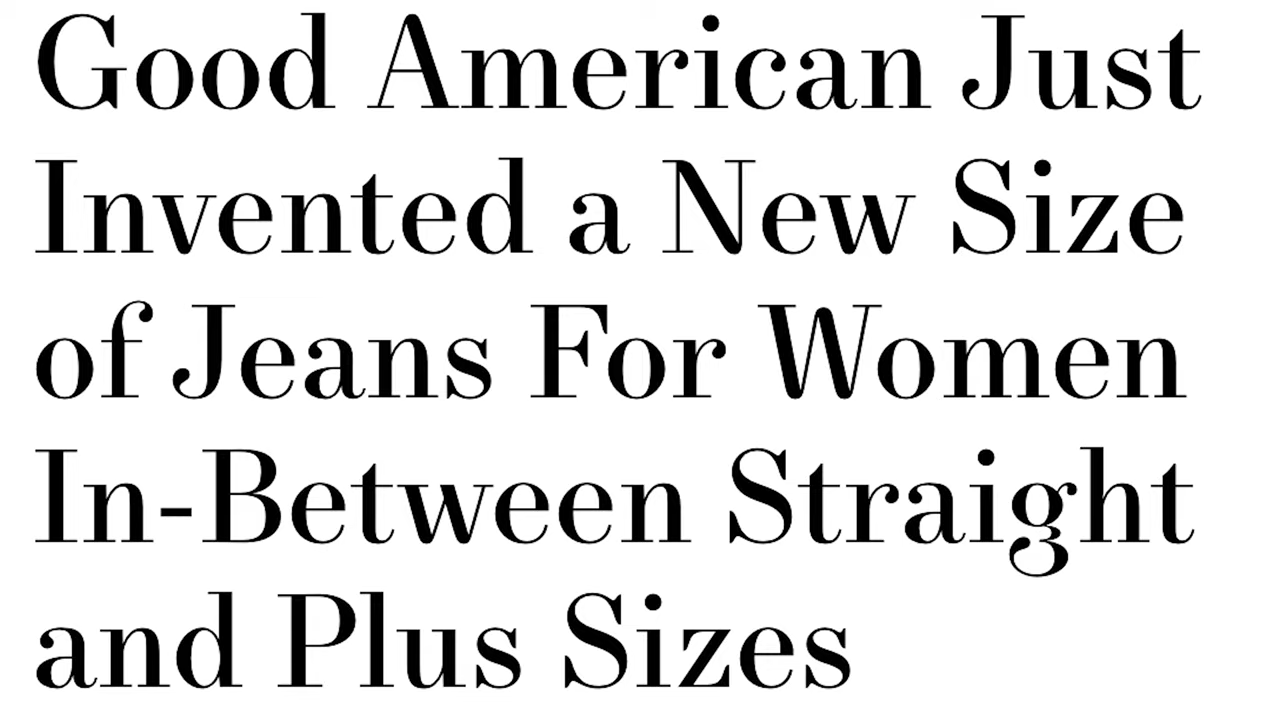 Good American Just
Invented a New Size
of Jeans For Women
In-Between Straight
and Plus Sizes